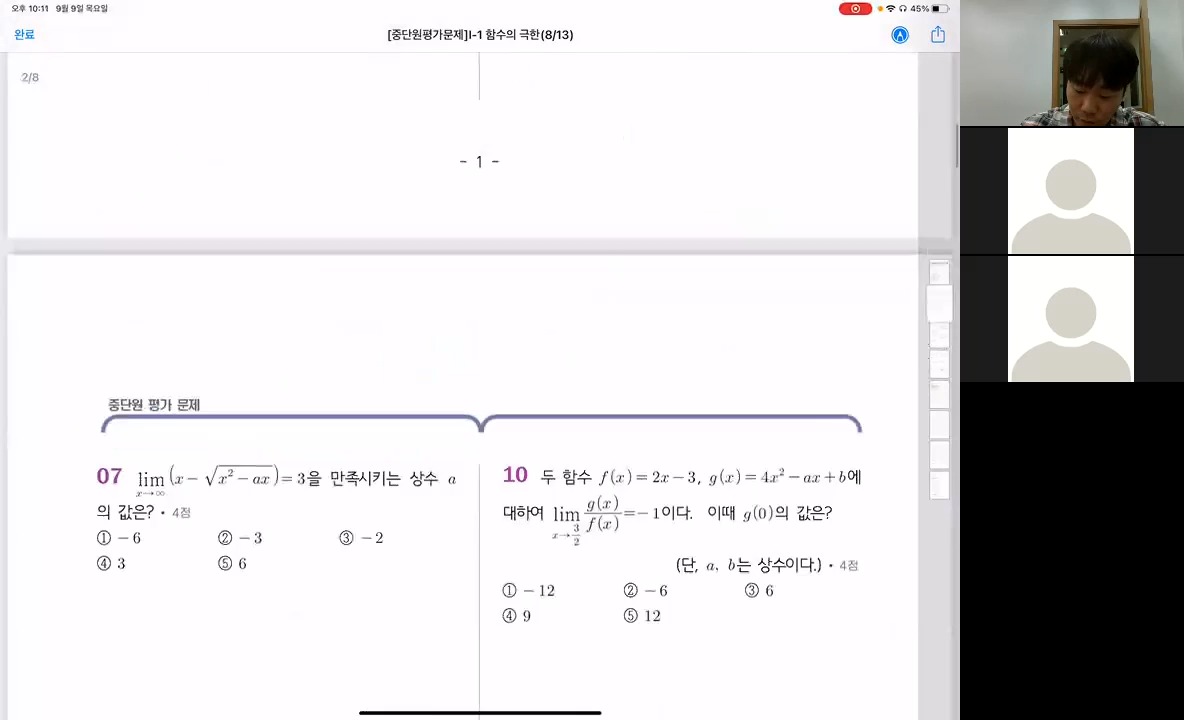 오후 10:11 9월 9일 목요일
45%
완료
[중단원평가문제]Ⅰ-1 함수의 극한(8/13)
2/8
- 1 -
중단원 평가 문제
07 lim x→∞ (x − √(x² − ax)) = 3을 만족시키는 상수 a
의 값은? • 4점
① −6 ② −3 ③ −2
④ 3 ⑤ 6
10 두 함수 f(x) = 2x − 3, g(x) = 4x² − ax + b에
대하여 lim x→3/2 g(x)/f(x) = −1이다. 이때 g(0)의 값은?
(단, a, b는 상수이다.) • 4점
① −12 ② −6 ③ 6
④ 9 ⑤ 12